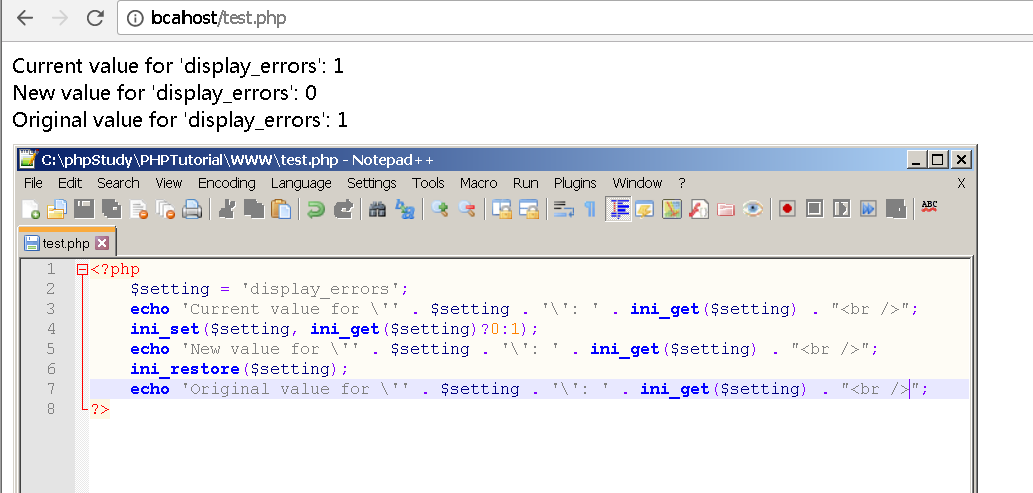 bcahost/test.php
Current value for 'display_errors': 1
New value for 'display_errors': 0
Original value for 'display_errors': 1
C:\phpStudy\PHPTutorial\WWW\test.php - Notepad++
File Edit Search View Encoding Language Settings Tools Macro Run Plugins Window ? X
ABC
test.php
1 <?php
2 $setting = 'display_errors';
3 echo 'Current value for \'' . $setting . '\': ' . ini_get($setting) . "<br />";
4 ini_set($setting, ini_get($setting)?0:1);
5 echo 'New value for \'' . $setting . '\': ' . ini_get($setting) . "<br />";
6 ini_restore($setting);
7 echo 'Original value for \'' . $setting . '\': ' . ini_get($setting) . "<br />";
8 ?>